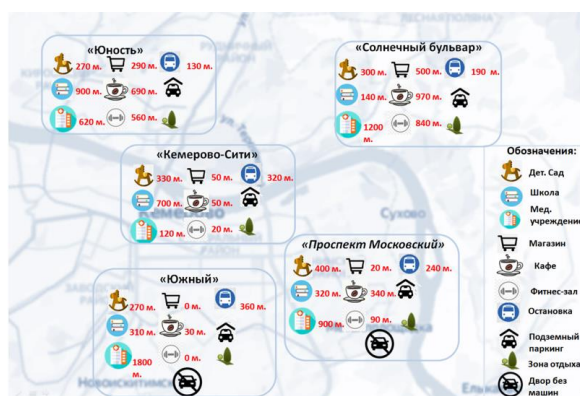 «Юность»
270 м. 290 м. 130 м.
900 м. 690 м.
620 м. 560 м.
«Солнечный бульвар»
300 м. 500 м. 190 м.
140 м. 970 м.
1200 м. 840 м.
«Кемерово-Сити»
330 м. 50 м. 320 м.
700 м. 50 м.
120 м. 20 м.
Кемерово
Сухово
«Проспект Московский»
400 м. 20 м. 240 м.
320 м. 340 м.
900 м. 90 м.
«Южный»
270 м. 0 м. 360 м.
310 м. 30 м.
1800 м. 0 м.
Обозначения:
Дет. Сад
Школа
Мед.
учреждение
Магазин
Кафе
Фитнес-зал
Остановка
Подземный
паркинг
Зона отдыха
Двор без
машин